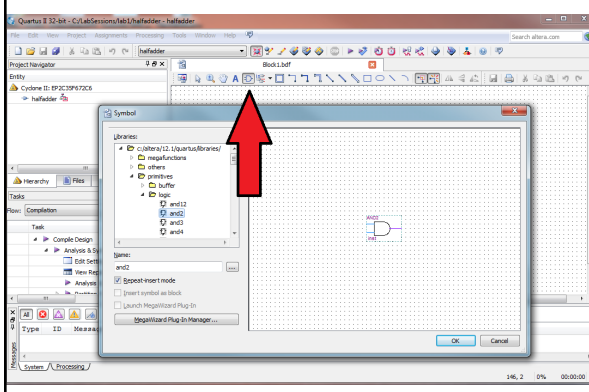 Quartus II 32-bit - C:/LabSessions/lab1/halfadder - halfadder
File Edit View Project Assignments Processing Tools Window Help
Search altera.com
halfadder
Project Navigator
Block1.bdf
Entity
Cyclone II: EP2C35F672C6
halfadder
Hierarchy
Files
Tasks
Flow: Compilation
Task
Compile Design
Analysis & Sy
Edit Setti
View Rep
Analysis
Symbol
Libraries:
c:/altera/12.1/quartus/libraries/
megafunctions
others
primitives
buffer
logic
and12
and2
and3
and4
Name:
and2
Repeat-insert mode
Insert symbol as block
Launch MegaWizard Plug-In
MegaWizard Plug-In Manager...
AND2
inst
OK
Cancel
All
Type ID Messag
Messages
System
Processing
146, 2 0% 00:00:00